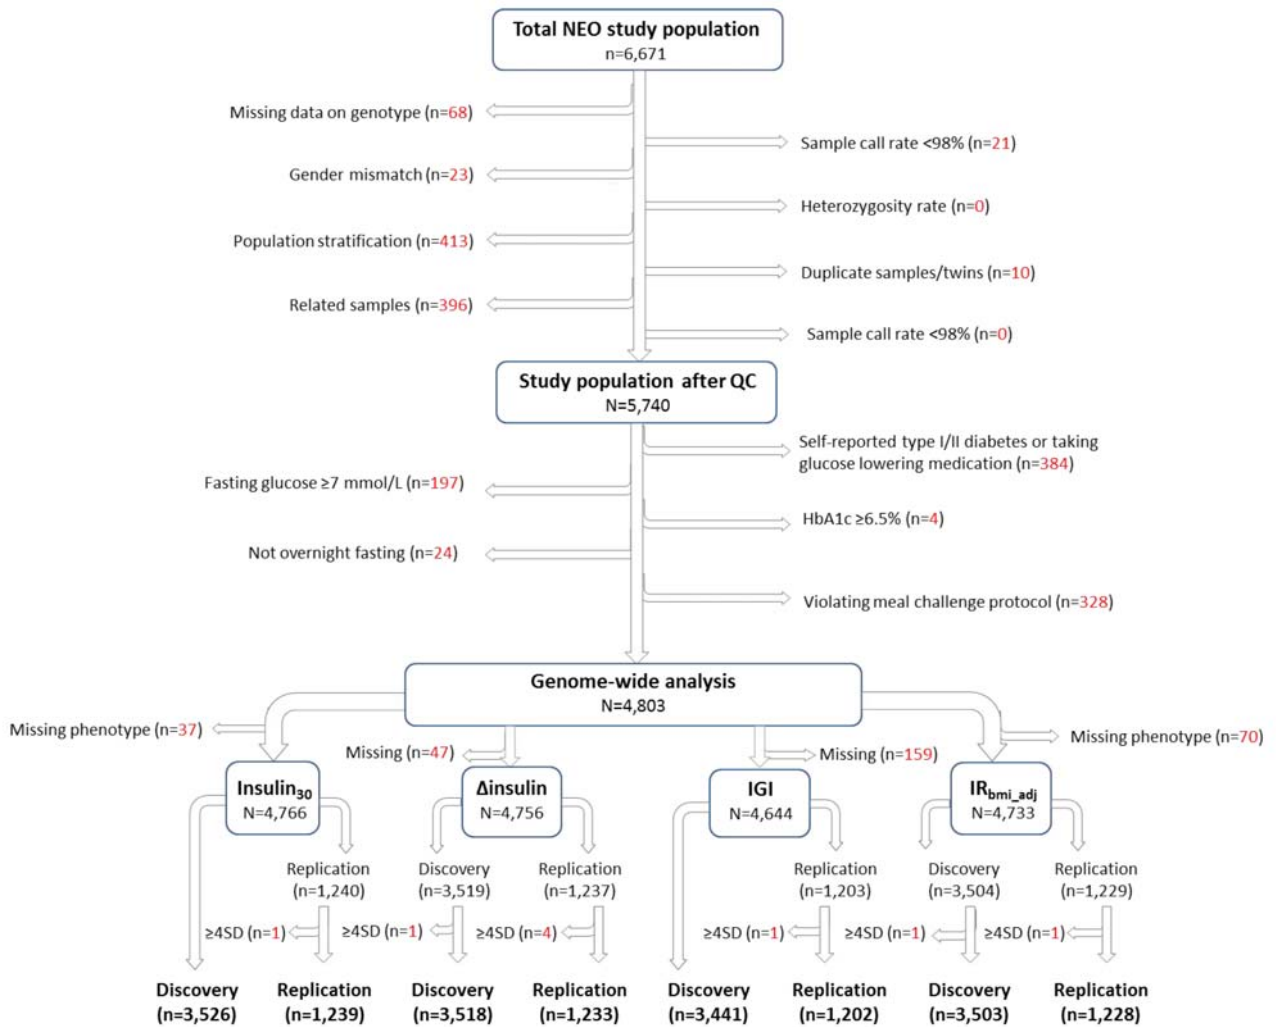 Total NEO study population
n=6,671
Missing data on genotype (n=68)
Sample call rate <98% (n=21)
Gender mismatch (n=23)
Heterozygosity rate (n=0)
Population stratification (n=413)
Duplicate samples/twins (n=10)
Related samples (n=396)
Sample call rate <98% (n=0)
Study population after QC
N=5,740
Self-reported type I/II diabetes or taking
glucose lowering medication (n=384)
Fasting glucose ≥7 mmol/L (n=197)
HbA1c ≥6.5% (n=4)
Not overnight fasting (n=24)
Violating meal challenge protocol (n=328)
Genome-wide analysis
N=4,803
Missing phenotype (n=37)
Missing (n=47)
Missing (n=159)
Missing phenotype (n=70)
Insulin30
N=4,766
Δinsulin
N=4,756
IGI
N=4,644
IRbmi_adj
N=4,733
Replication
(n=1,240)
Discovery
(n=3,519)
Replication
(n=1,237)
Replication
(n=1,203)
Discovery
(n=3,504)
Replication
(n=1,229)
≥4SD (n=1)
≥4SD (n=1)
≥4SD (n=4)
≥4SD (n=1)
≥4SD (n=1)
≥4SD (n=1)
Discovery
(n=3,526)
Replication
(n=1,239)
Discovery
(n=3,518)
Replication
(n=1,233)
Discovery
(n=3,441)
Replication
(n=1,202)
Discovery
(n=3,503)
Replication
(n=1,228)